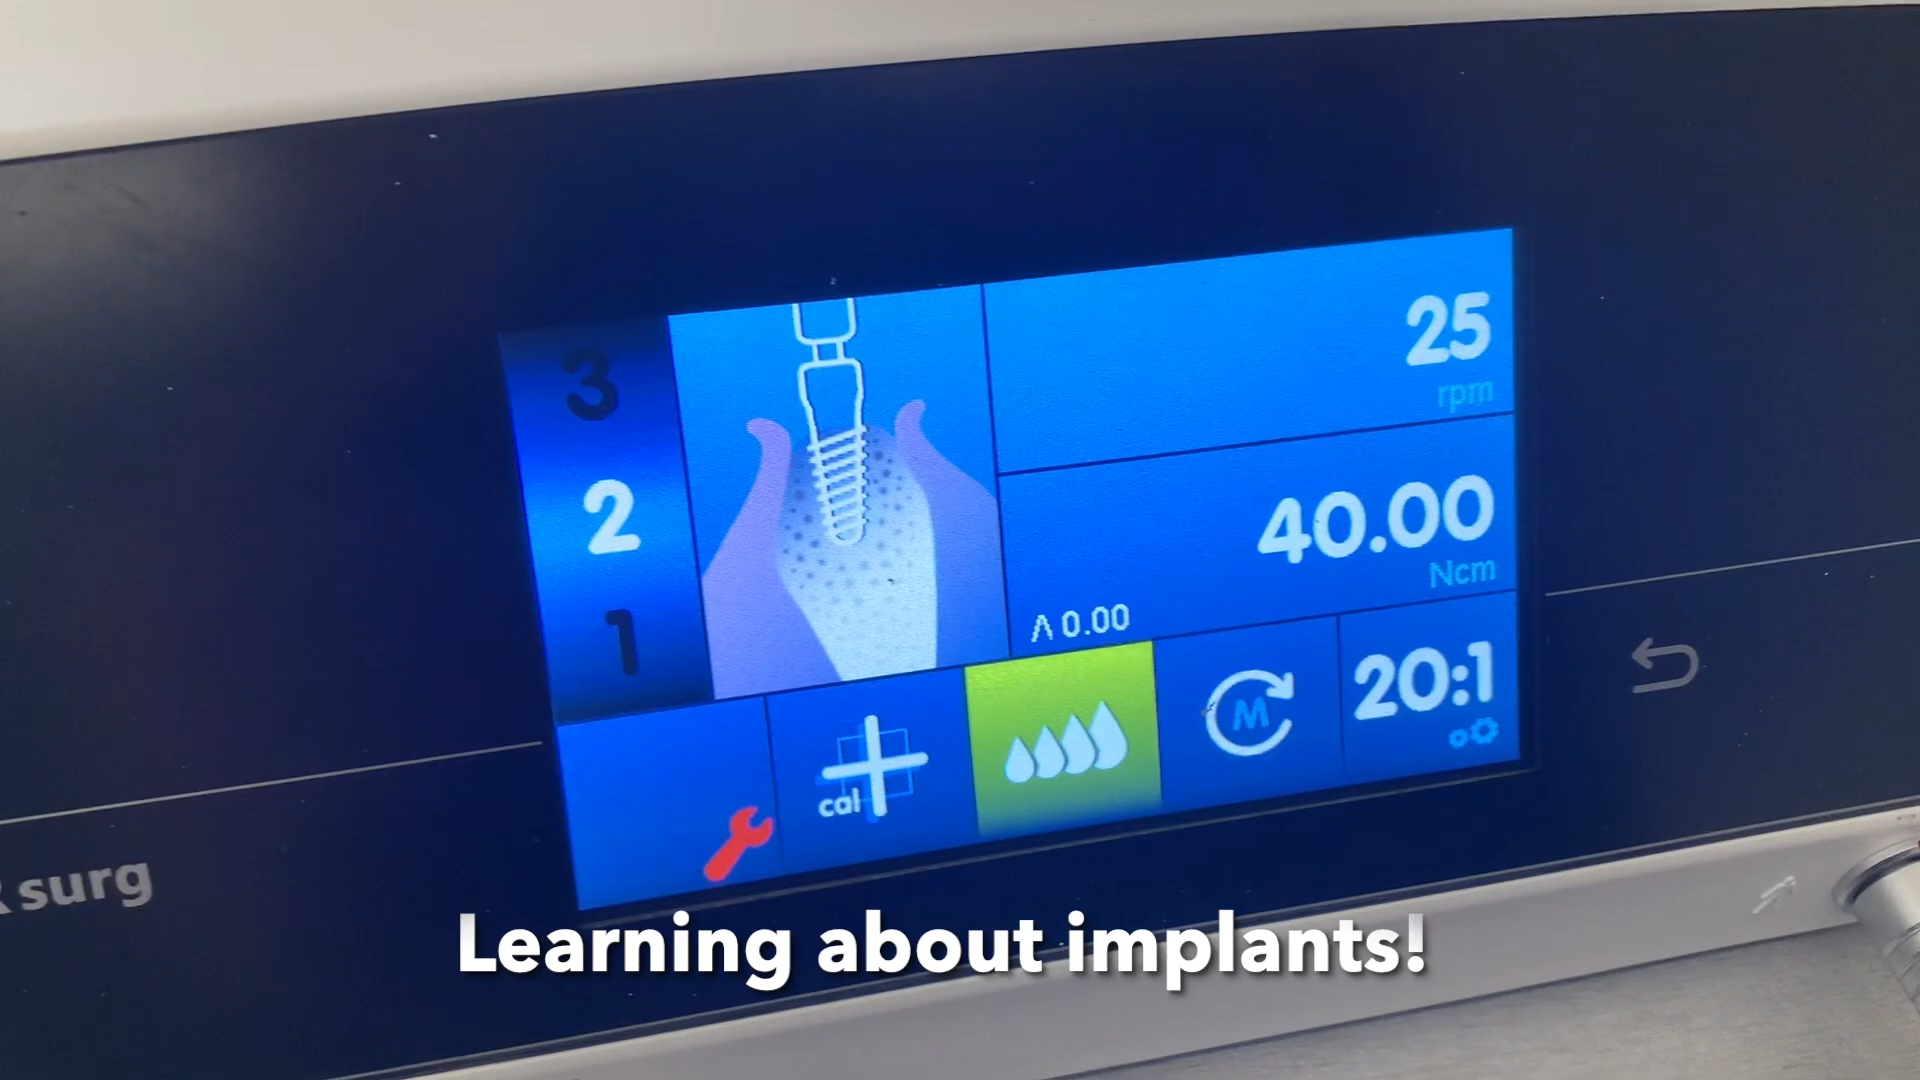 3
2
1
25
rpm
40.00
Ncm
0.00
cal
M
20:1
surg
Learning about implants!